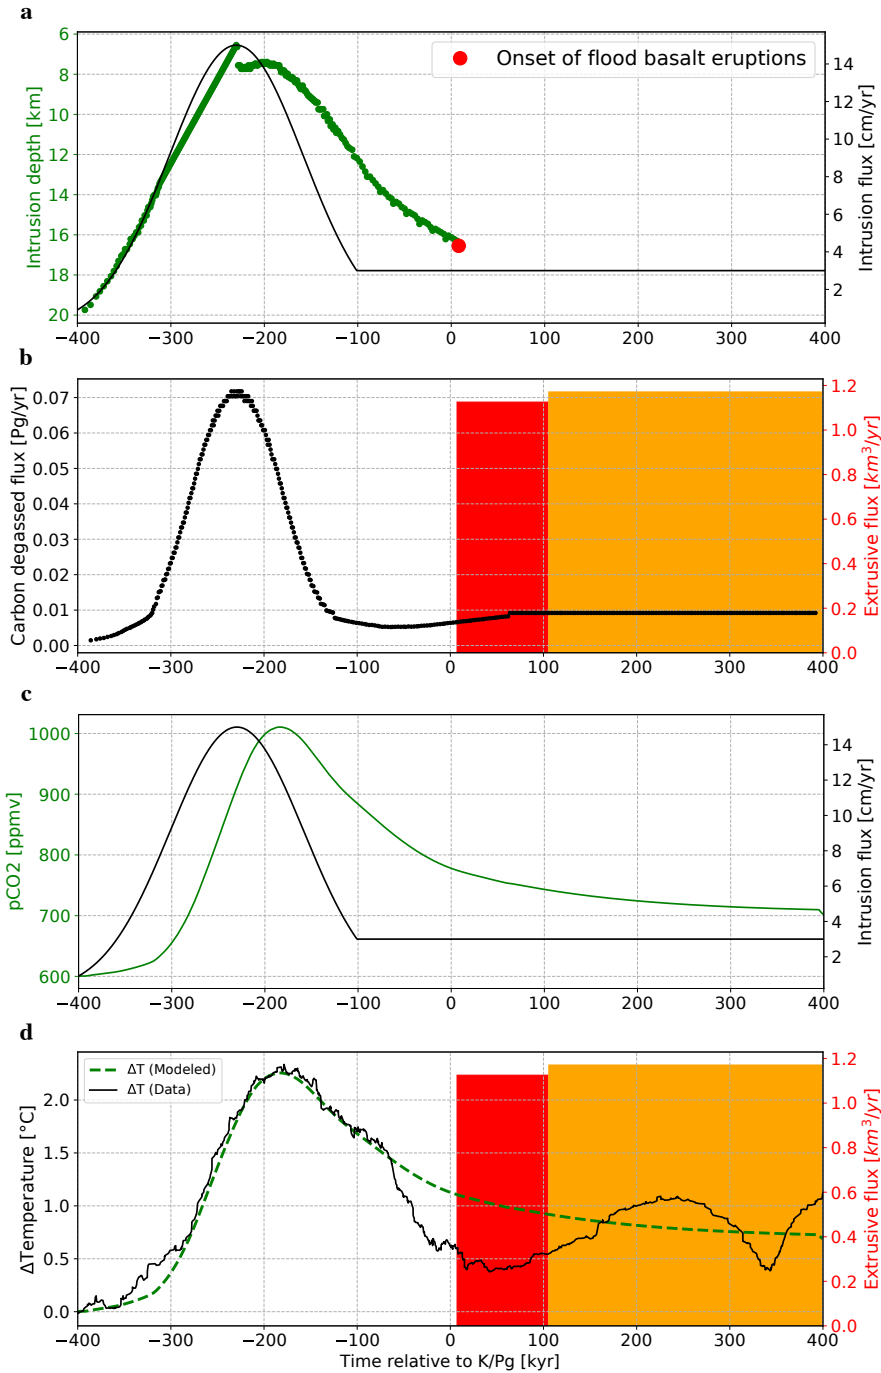 a
Onset of flood basalt eruptions
Intrusion depth [km]
6
8
10
12
14
16
18
20
Intrusion flux [cm/yr]
14
12
10
8
6
4
2
−400 −300 −200 −100 0 100 200 300 400
b
Carbon degassed flux [Pg/yr]
0.07
0.06
0.05
0.04
0.03
0.02
0.01
0.00
Extrusive flux [km³/yr]
1.2
1.0
0.8
0.6
0.4
0.2
0.0
−400 −300 −200 −100 0 100 200 300 400
c
pCO2 [ppmv]
1000
900
800
700
600
Intrusion flux [cm/yr]
14
12
10
8
6
4
2
−400 −300 −200 −100 0 100 200 300 400
d
ΔT (Modeled)
ΔT (Data)
ΔTemperature [°C]
2.0
1.5
1.0
0.5
0.0
Extrusive flux [km³/yr]
1.2
1.0
0.8
0.6
0.4
0.2
0.0
−400 −300 −200 −100 0 100 200 300 400
Time relative to K/Pg [kyr]